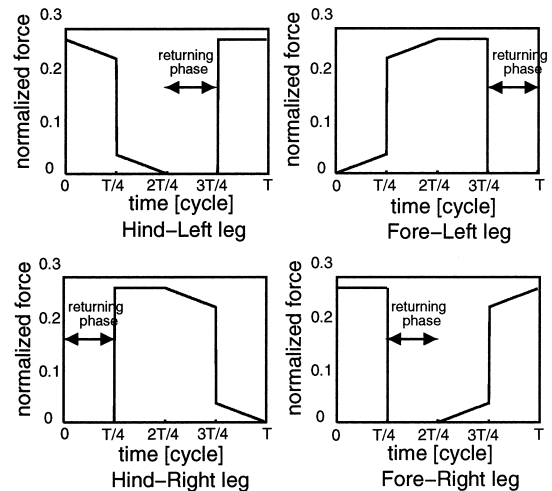 normalized force
0.3
0.2
0.1
0
returning
phase
0 T/4 2T/4 3T/4 T
time [cycle]
Hind–Left leg
normalized force
0.3
0.2
0.1
0
returning
phase
0 T/4 2T/4 3T/4 T
time [cycle]
Fore–Left leg
normalized force
0.3
0.2
0.1
0
returning
phase
0 T/4 2T/4 3T/4 T
time [cycle]
Hind–Right leg
normalized force
0.3
0.2
0.1
0
returning
phase
0 T/4 2T/4 3T/4 T
time [cycle]
Fore–Right leg